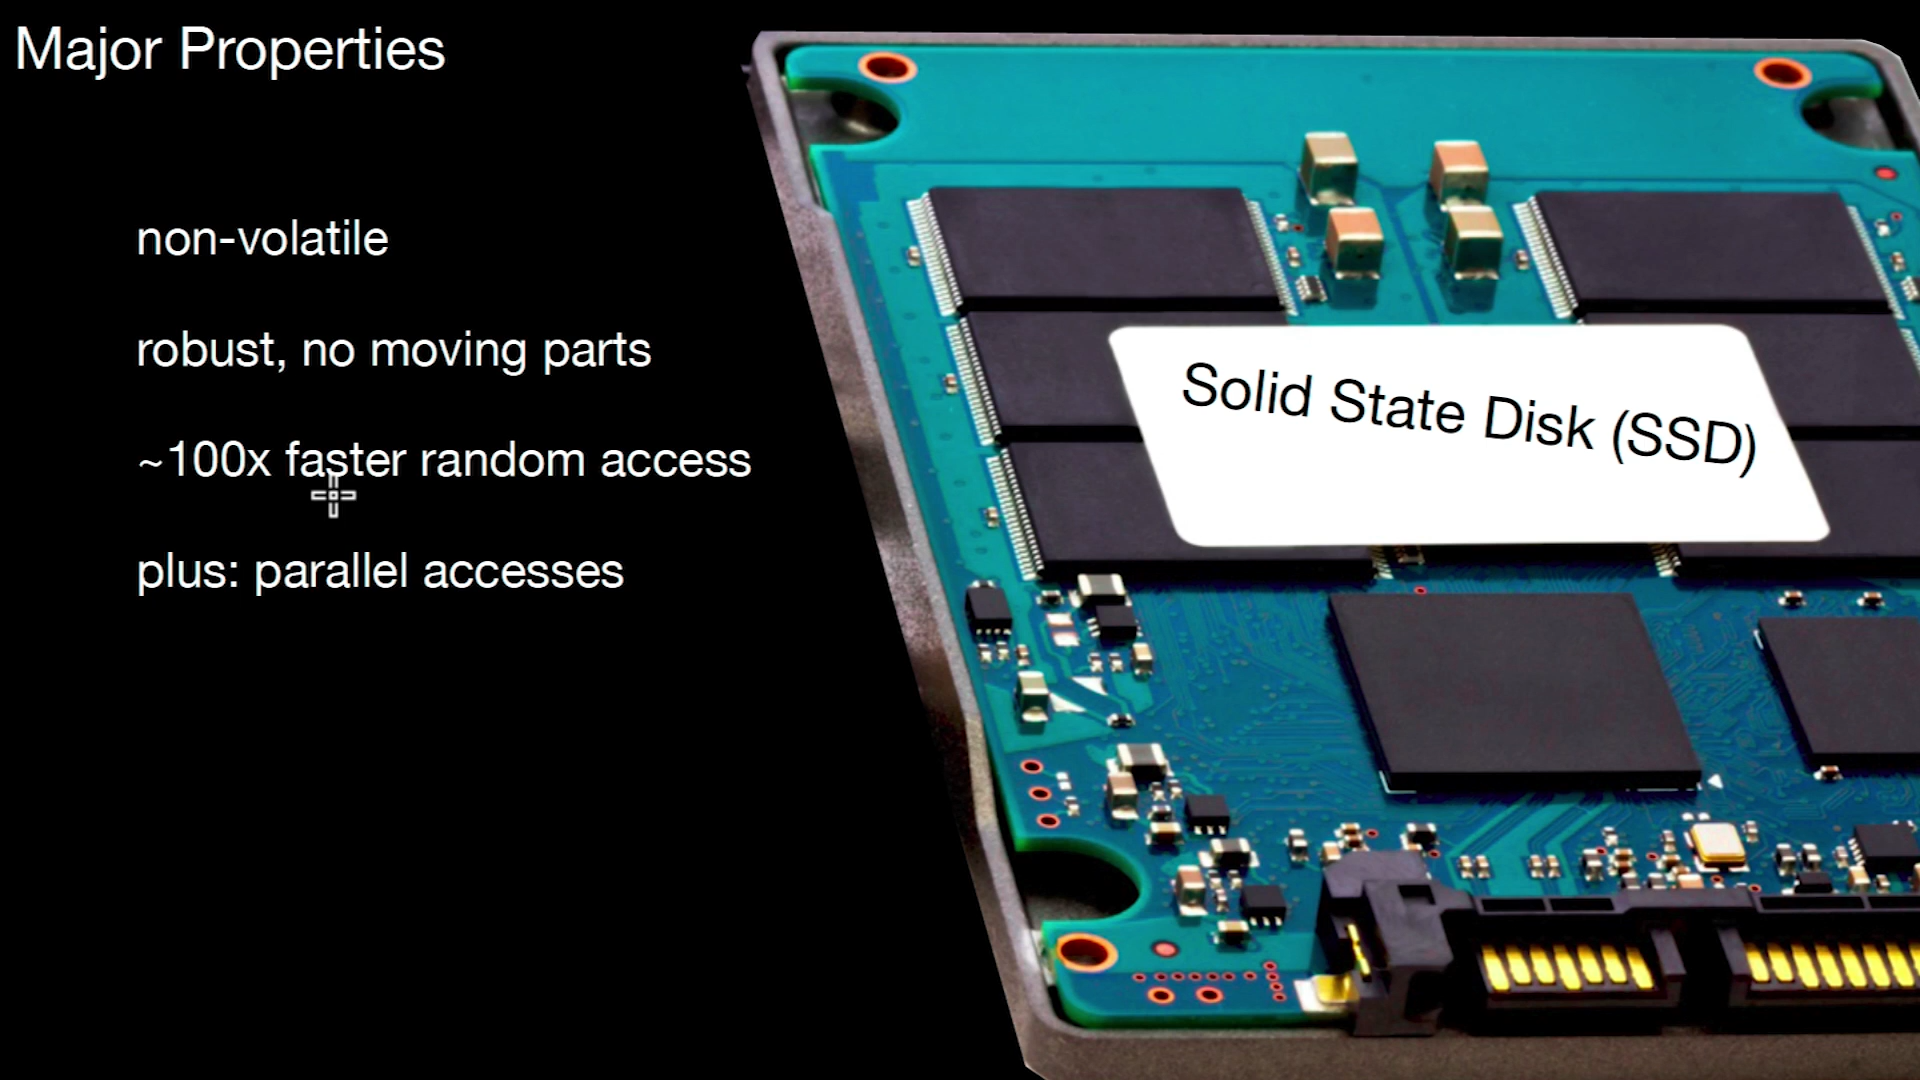 Major Properties
non-volatile
robust, no moving parts
~100x faster random access
plus: parallel accesses
Solid State Disk (SSD)